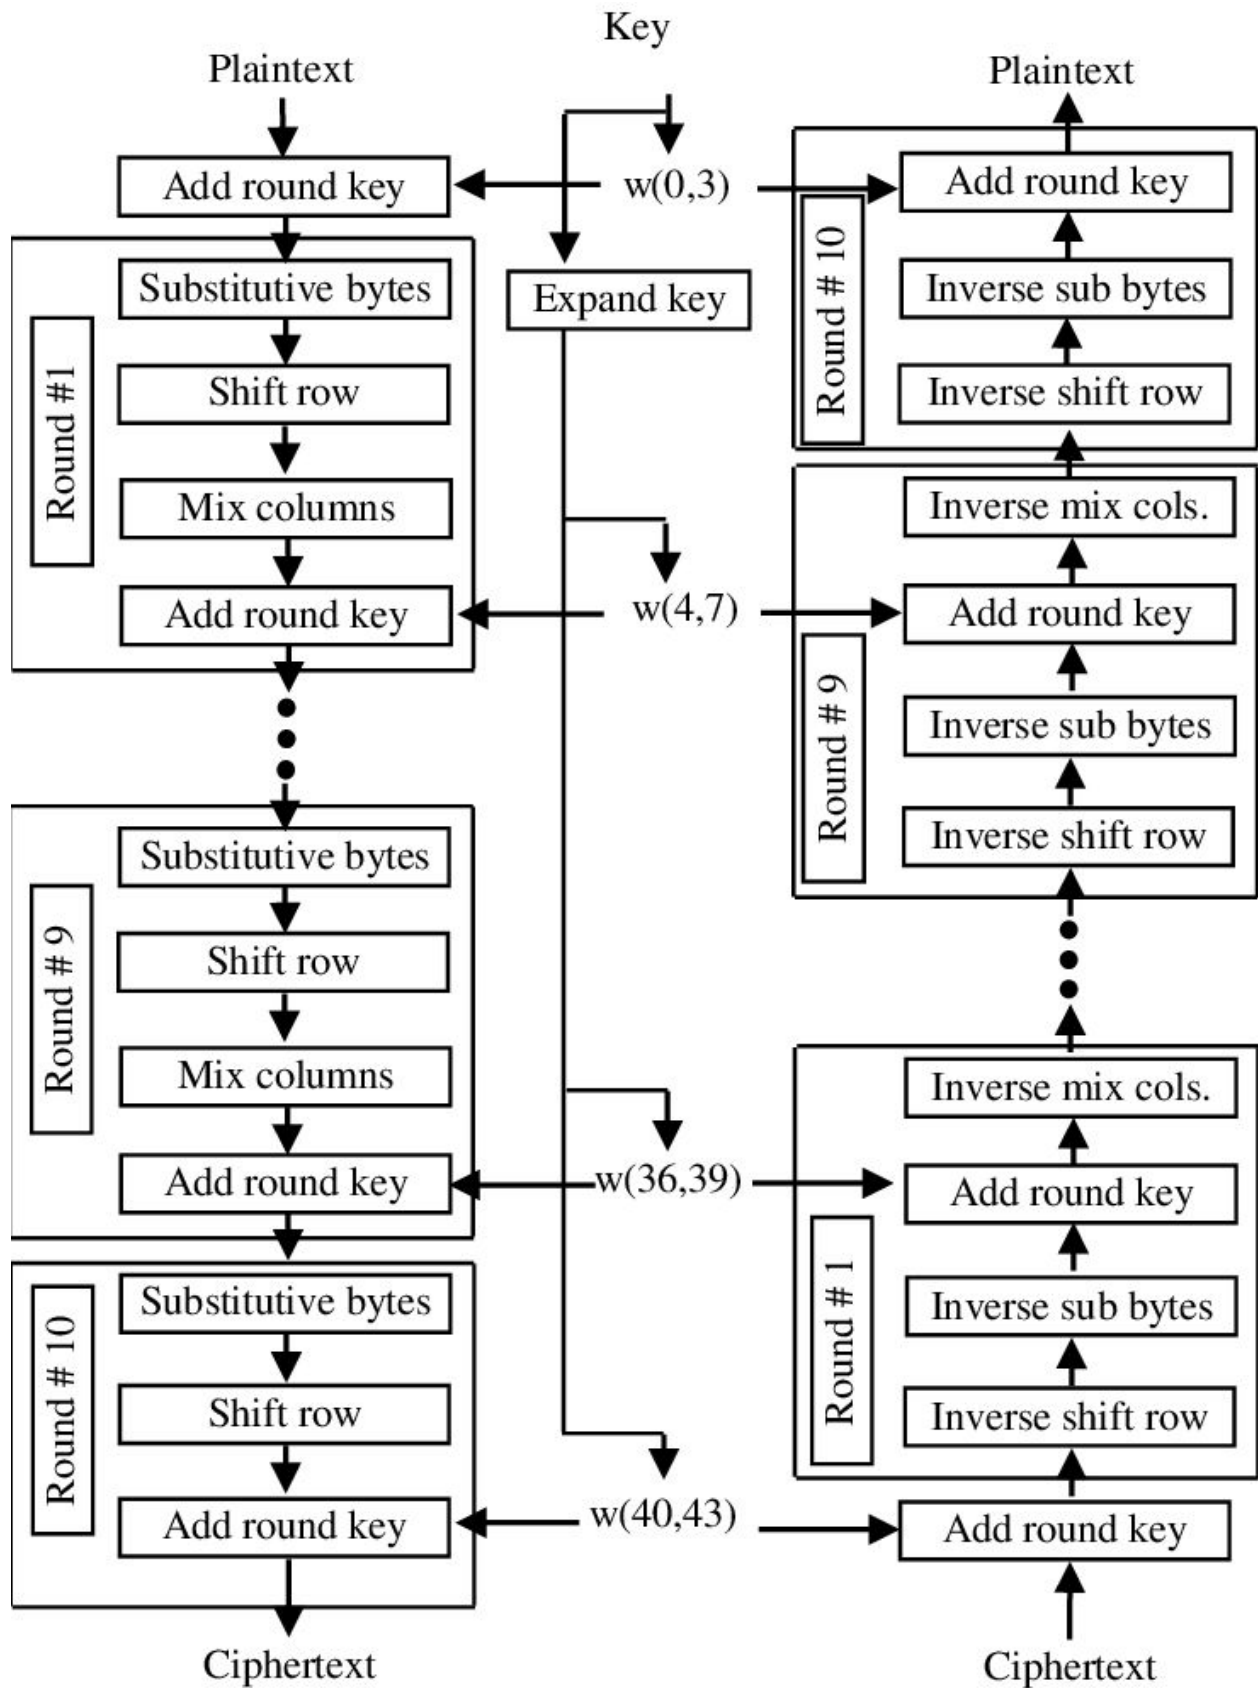 Key
Plaintext
Plaintext
Add round key
w(0,3)
Add round key
Substitutive bytes
Expand key
Inverse sub bytes
Round #1
Shift row
Round # 10
Inverse shift row
Mix columns
Inverse mix cols.
Add round key
w(4,7)
Add round key
Round # 9
Inverse sub bytes
Inverse shift row
Substitutive bytes
Round # 9
Shift row
Mix columns
Inverse mix cols.
Add round key
w(36,39)
Add round key
Substitutive bytes
Round # 1
Inverse sub bytes
Round # 10
Shift row
Inverse shift row
Add round key
w(40,43)
Add round key
Ciphertext
Ciphertext